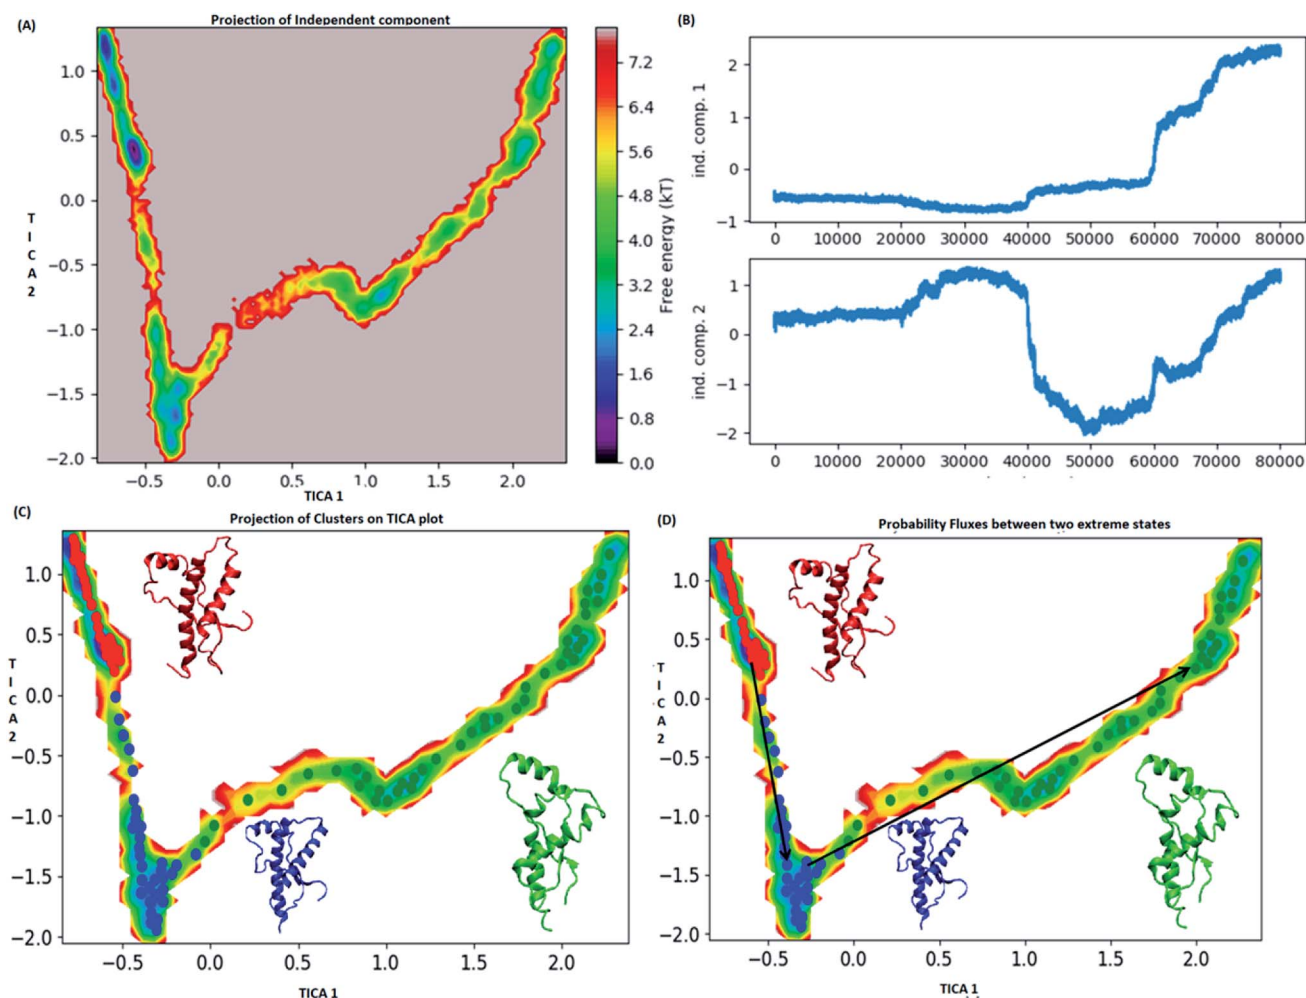 (A)
Projection of Independent component
1.0
0.5
0.0
−0.5
−1.0
−1.5
−2.0
T
I
C
A
2
−0.5 0.0 0.5 1.0 1.5 2.0
TICA 1
7.2
6.4
5.6
4.8
4.0
3.2
2.4
1.6
0.8
0.0
Free energy (kT)
(B)
ind. comp. 1
2
1
0
−1
0 10000 20000 30000 40000 50000 60000 70000 80000
ind. comp. 2
1
0
−1
−2
0 10000 20000 30000 40000 50000 60000 70000 80000
(C)
Projection of Clusters on TICA plot
1.0
0.5
0.0
−0.5
−1.0
−1.5
−2.0
T
I
C
A
2
−0.5 0.0 0.5 1.0 1.5 2.0
TICA 1
(D)
Probability Fluxes between two extreme states
1.0
0.5
0.0
−0.5
−1.0
−1.5
−2.0
T
I
C
A
2
−0.5 0.0 0.5 1.0 1.5 2.0
TICA 1